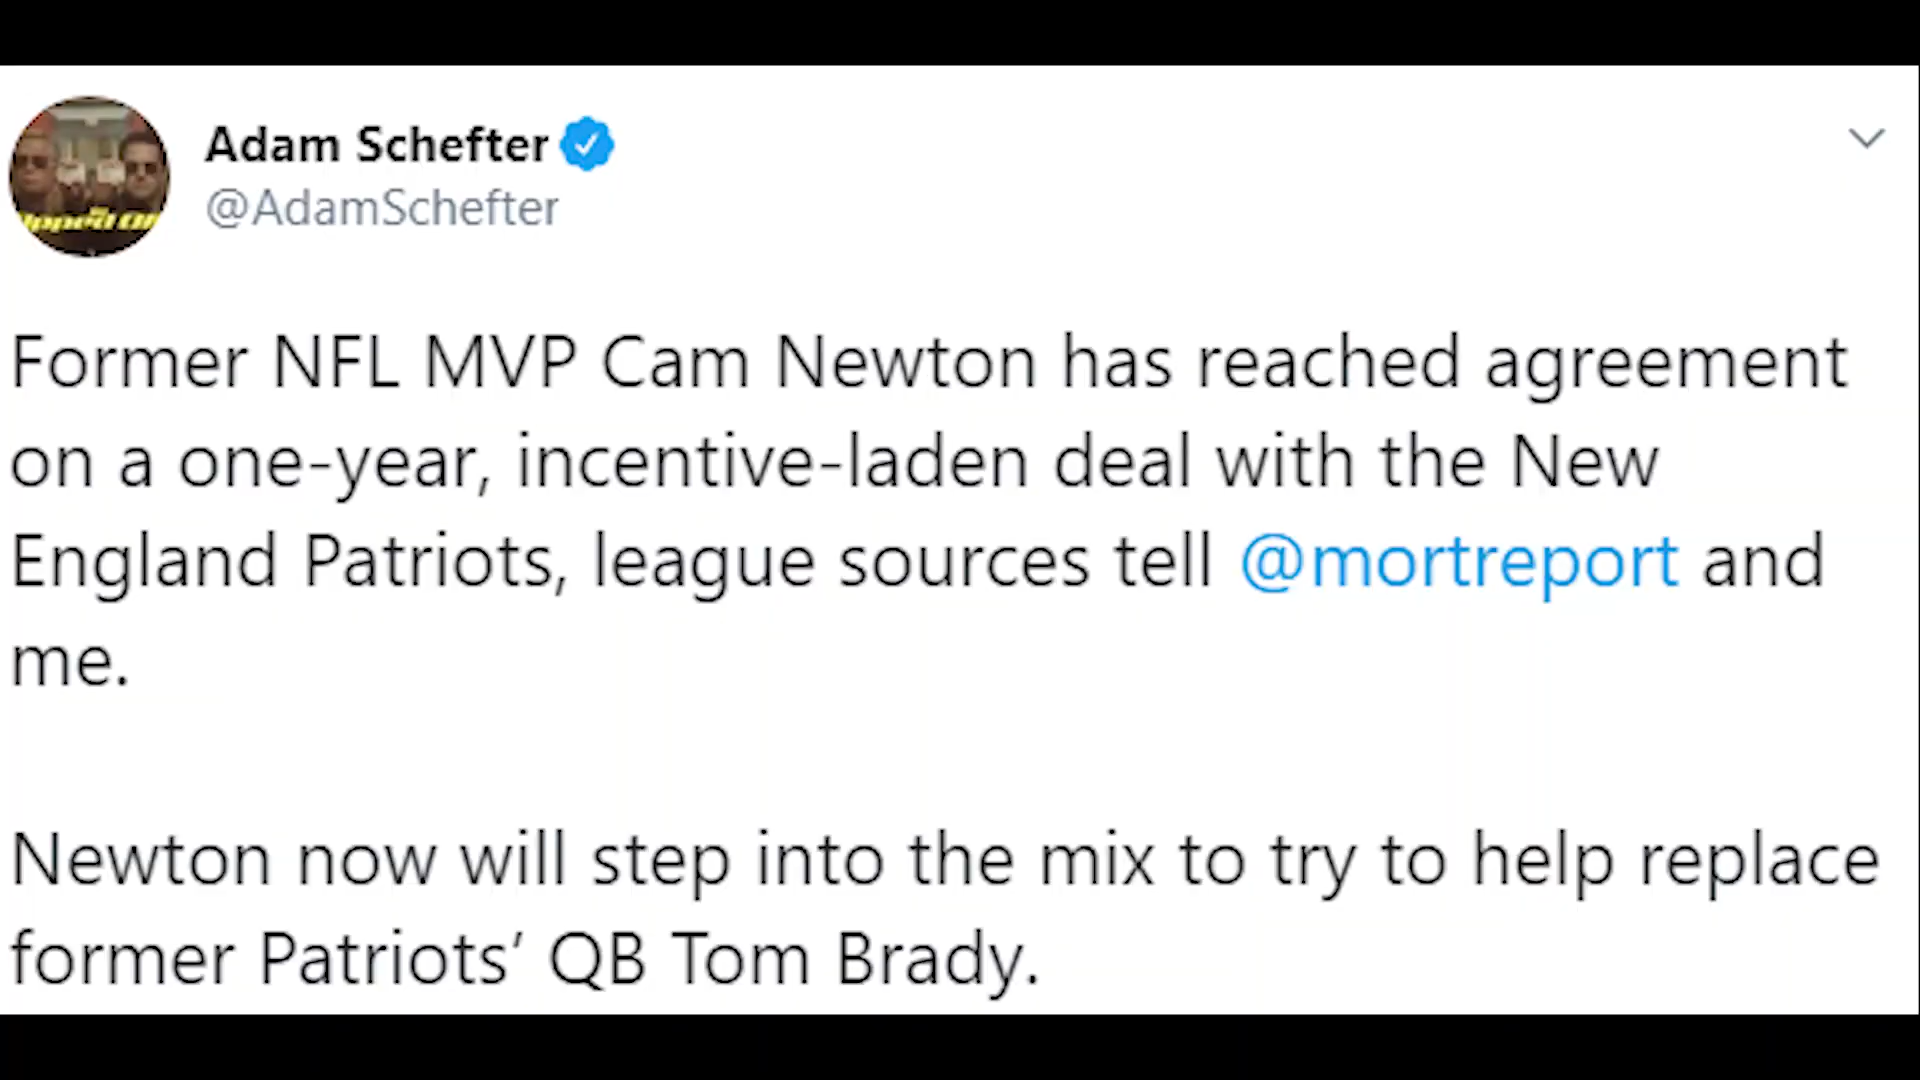 Adam Schefter
@AdamSchefter
Former NFL MVP Cam Newton has reached agreement
on a one-year, incentive-laden deal with the New
England Patriots, league sources tell @mortreport and
me.
Newton now will step into the mix to try to help replace
former Patriots’ QB Tom Brady.